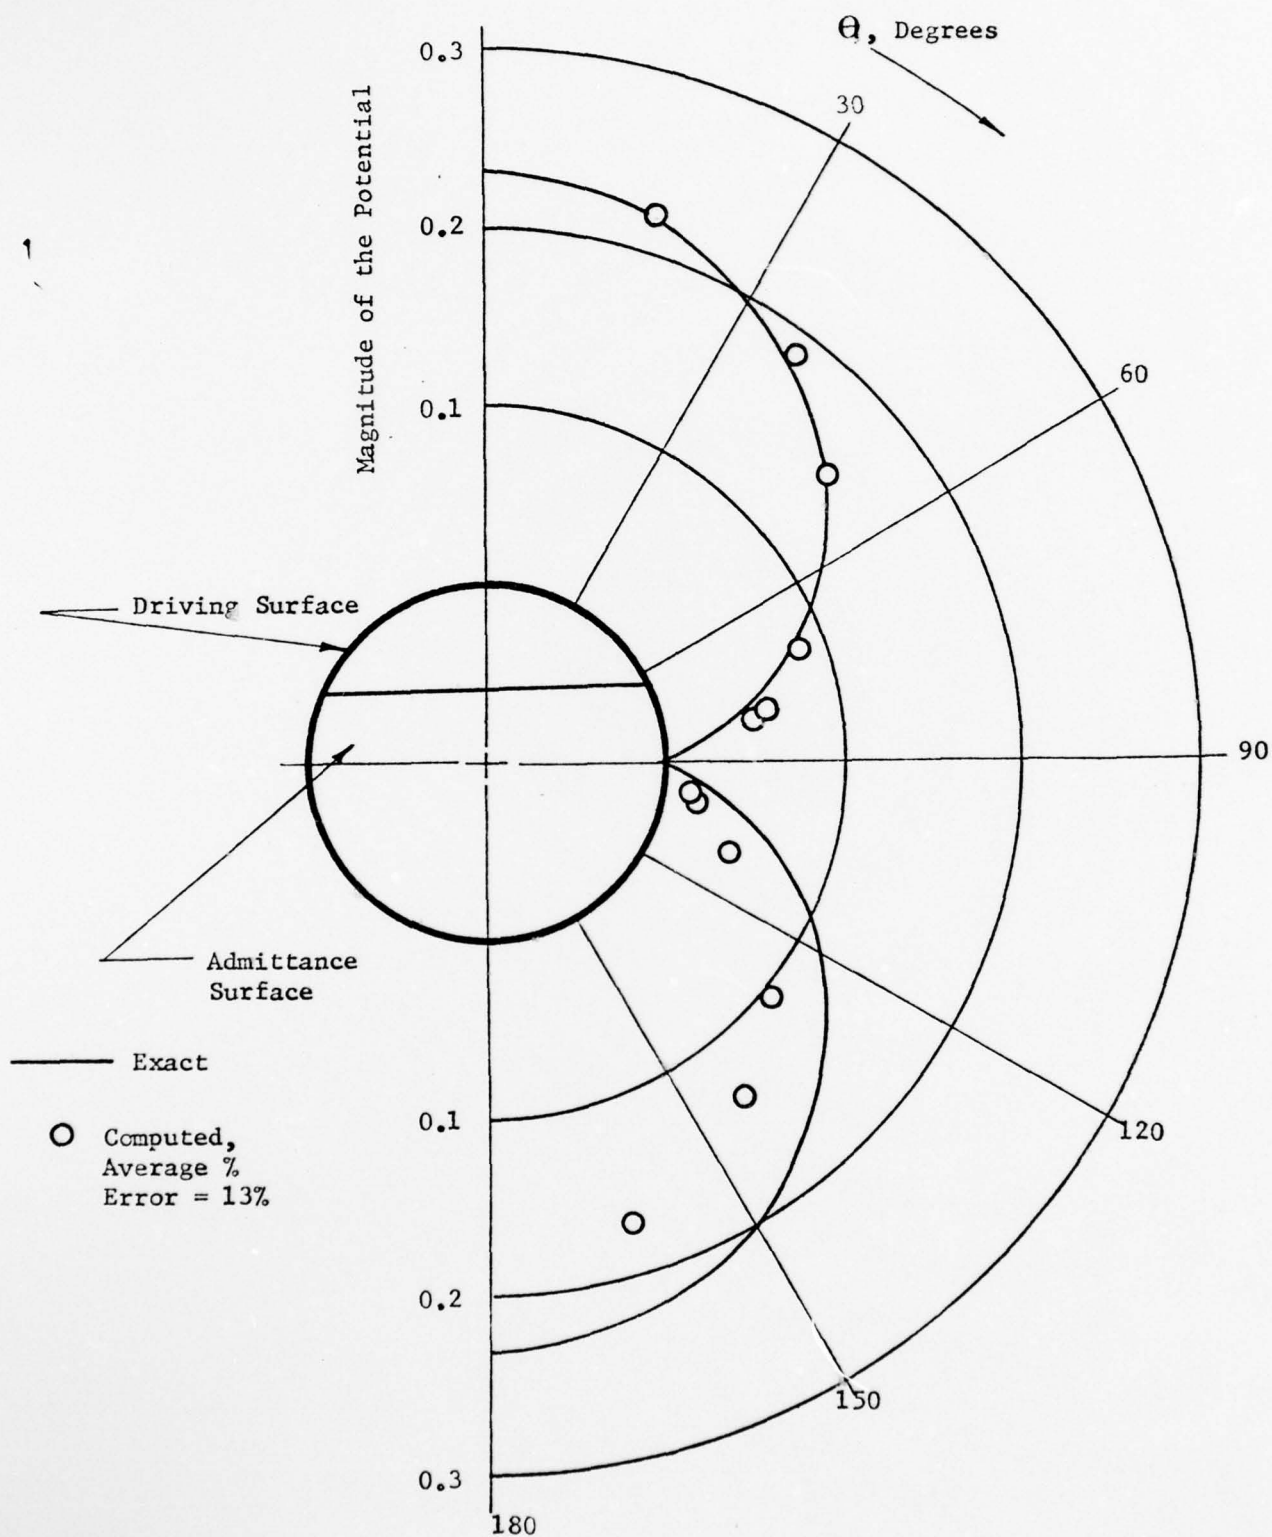 θ, Degrees
0.3
Magnitude of the Potential
30
0.2
60
0.1
Driving Surface
90
Admittance
Surface
Exact
0.1
Computed,
Average %
Error = 13%
120
0.2
150
0.3
180